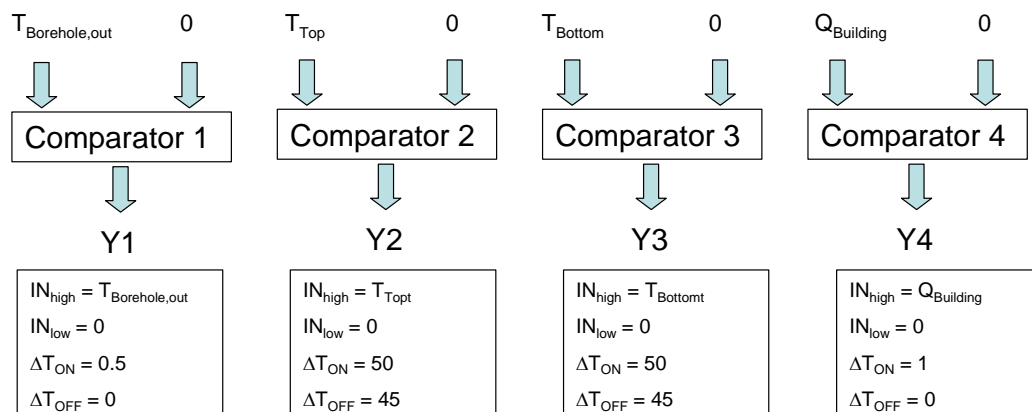 T_Borehole,out 0 T_Top 0 T_Bottom 0 Q_Building 0
Comparator 1 Comparator 2 Comparator 3 Comparator 4
Y1 Y2 Y3 Y4
IN_high = T_Borehole,out
IN_low = 0
ΔT_ON = 0.5
ΔT_OFF = 0
IN_high = T_Topt
IN_low = 0
ΔT_ON = 50
ΔT_OFF = 45
IN_high = T_Bottomt
IN_low = 0
ΔT_ON = 50
ΔT_OFF = 45
IN_high = Q_Building
IN_low = 0
ΔT_ON = 1
ΔT_OFF = 0